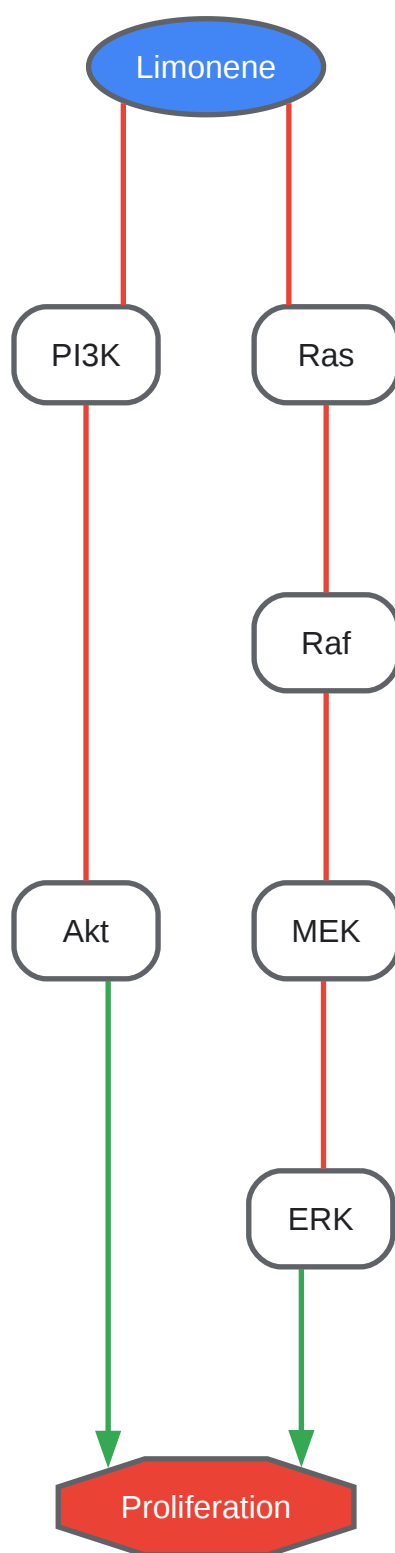 Limonene
PI3K
Ras
Raf
Akt
MEK
ERK
Proliferation